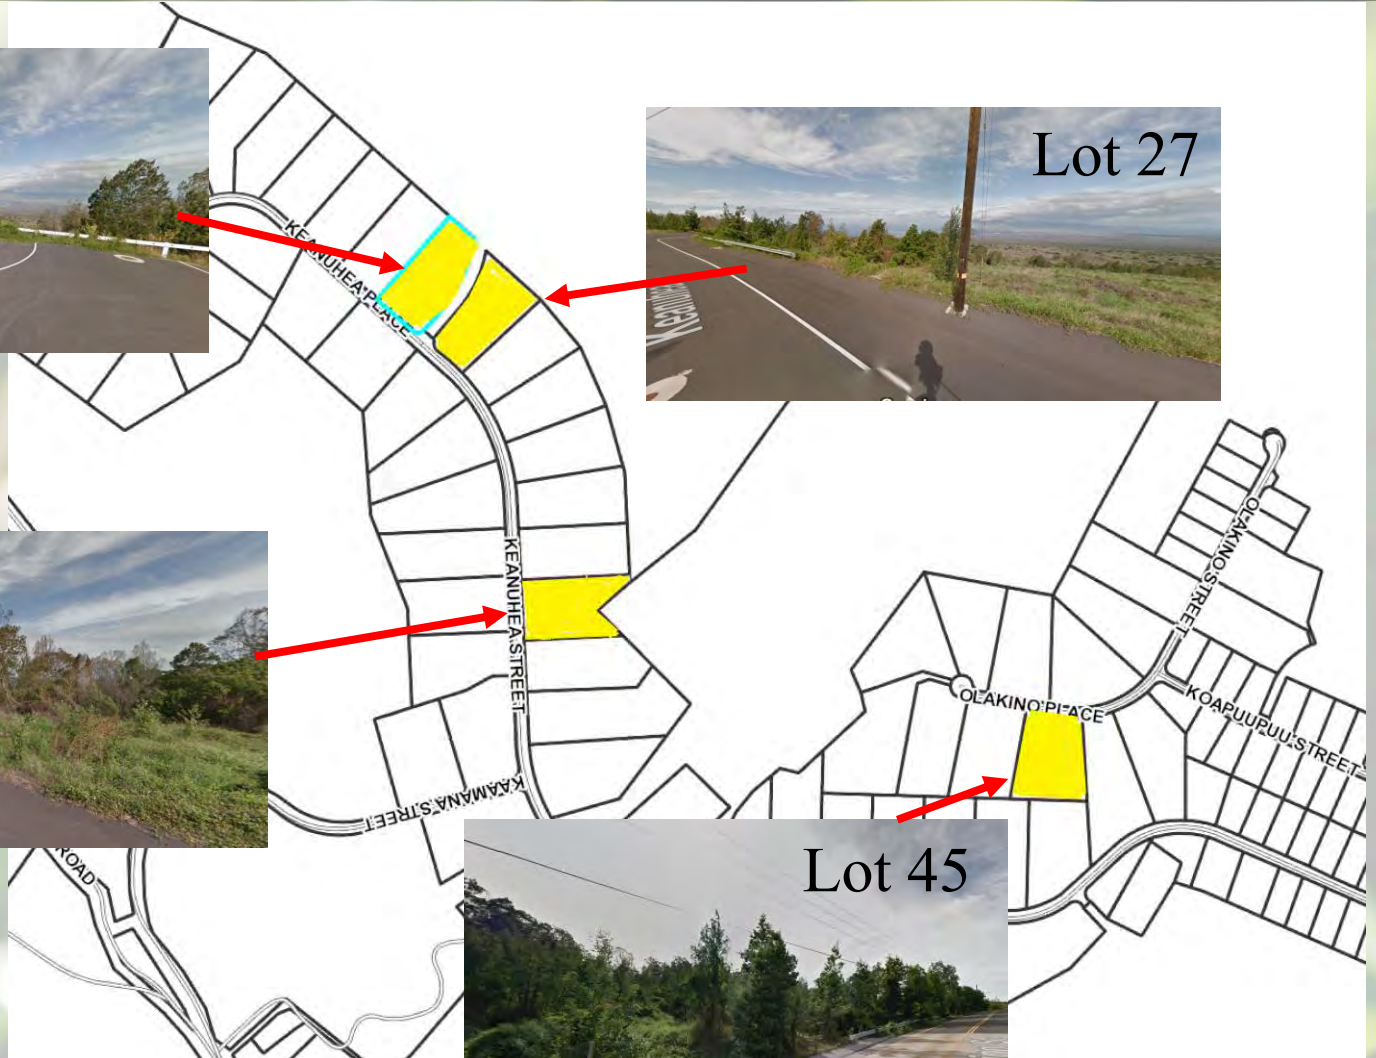 Lot 27
KEANUHEA PLACE
KEANUHEA STREET
OLAKINO STREET
OLAKINO PLACE
KOAPUUPUU STREET
KAAMANA STREET
Lot 45
ROAD